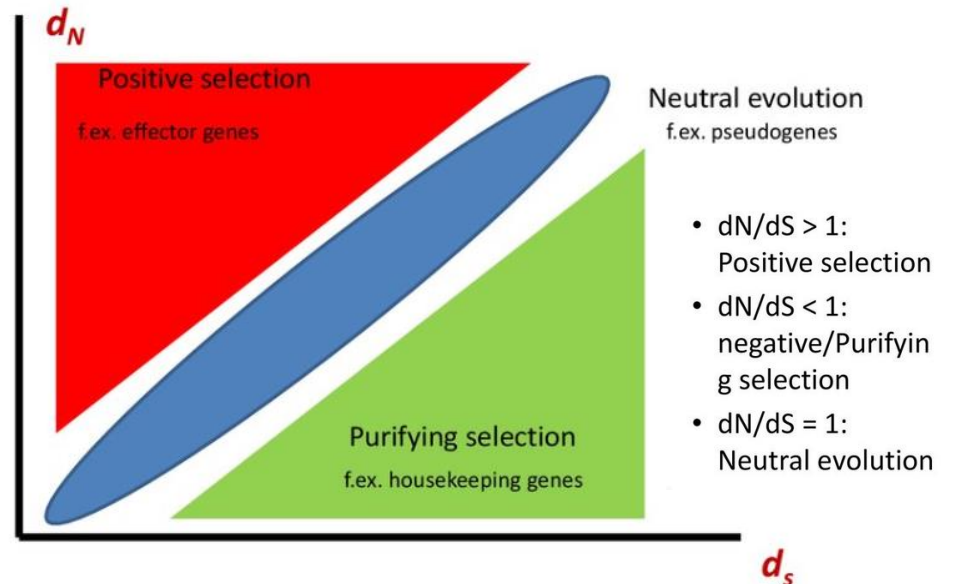 dN
Positive selection
f.ex. effector genes
Neutral evolution
f.ex. pseudogenes
• dN/dS > 1:
Positive selection
• dN/dS < 1:
negative/Purifyin
g selection
• dN/dS = 1:
Neutral evolution
Purifying selection
f.ex. housekeeping genes
ds